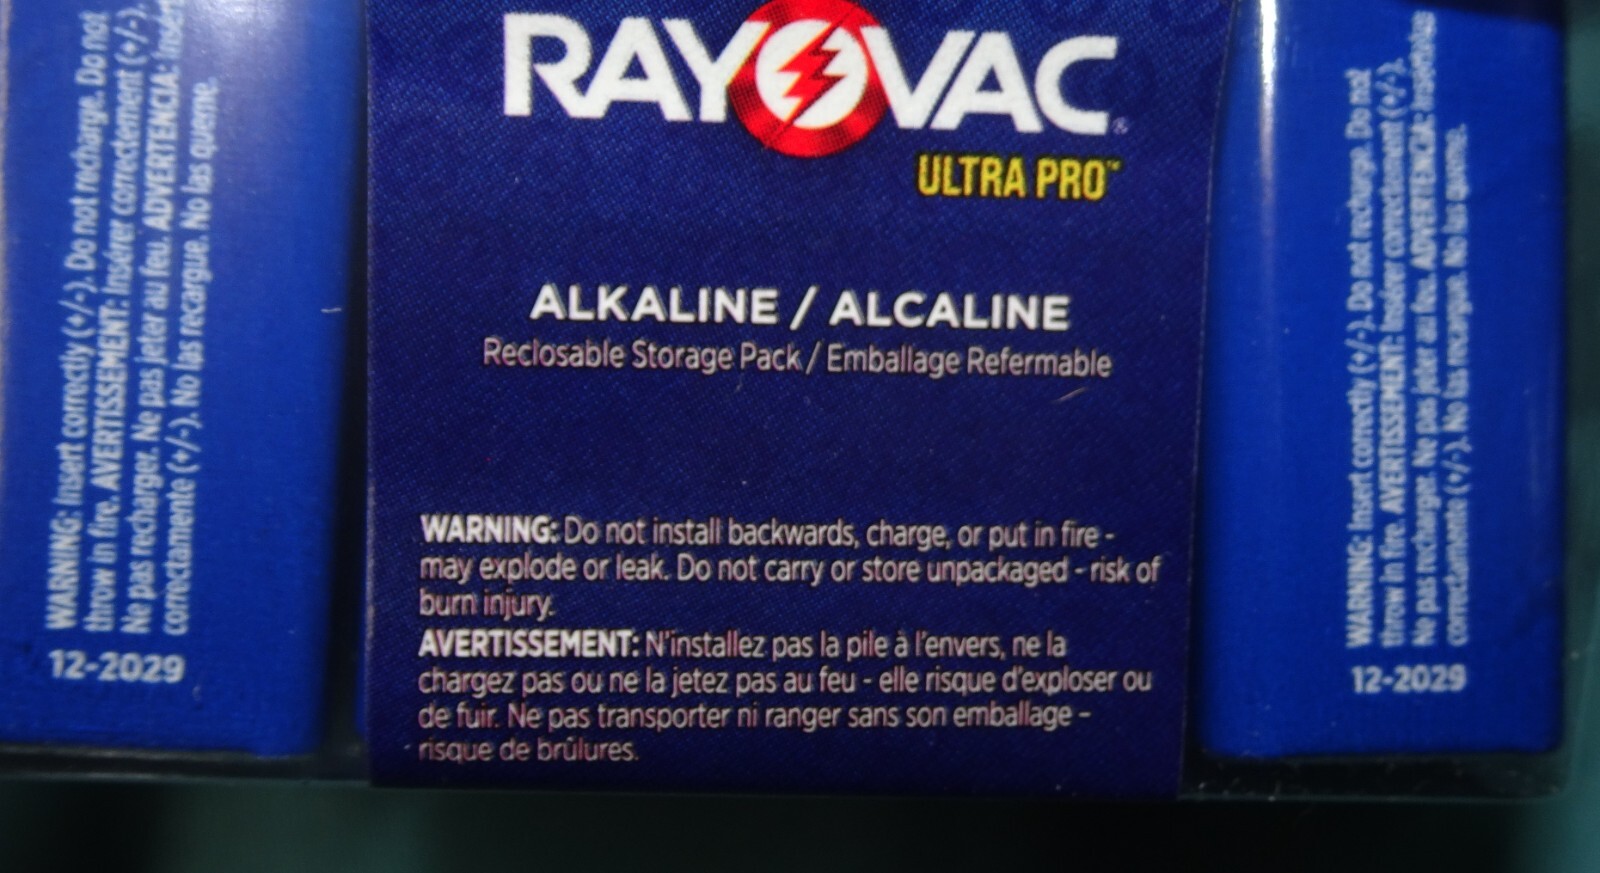 WARNING: Insert correctly (+/-). Do not recharge. Do not
throw in fire. AVERTISSEMENT: Insérer correctement (+/-).
Ne pas recharger. Ne pas jeter au feu. ADVERTENCIA: Insert
correctamente (+/-). No las recargue. No las queme.
12-2029
RAYOVAC®
ULTRA PRO™
ALKALINE / ALCALINE
Reclosable Storage Pack / Emballage Refermable
WARNING: Do not install backwards, charge, or put in fire -
may explode or leak. Do not carry or store unpackaged - risk of
burn injury.
AVERTISSEMENT: N'installez pas la pile à l'envers, ne la
chargez pas ou ne la jetez pas au feu - elle risque d'exploser ou
de fuir. Ne pas transporter ni ranger sans son emballage -
risque de brûlures.
WARNING: Insert correctly (+/-). Do not recharge. Do not
throw in fire. AVERTISSEMENT: Insérer correctement (+/-).
Ne pas recharger. Ne pas jeter au feu. ADVERTENCIA: Insértelas
correctamente (+/-). No las recargue. No las queme.
12-2029